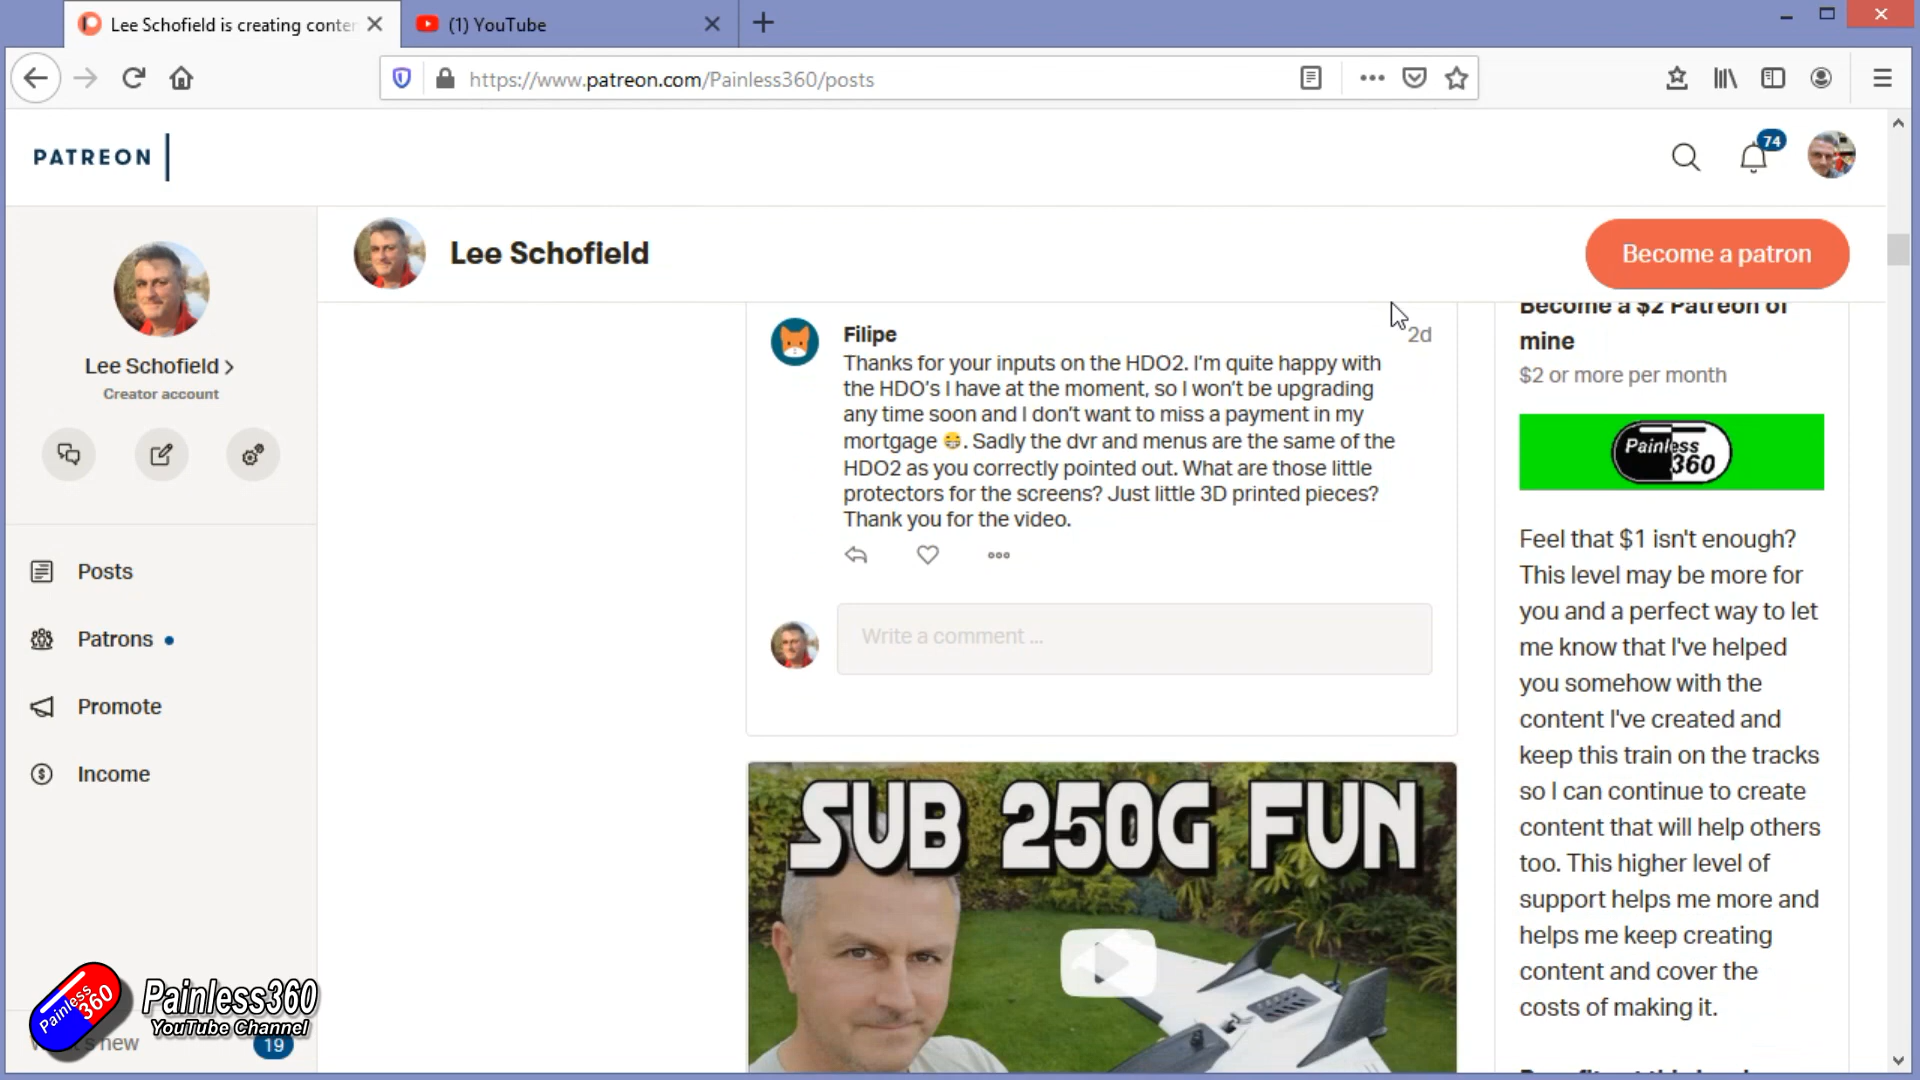 Lee Schofield is creating conter
(1) YouTube
https://www.patreon.com/Painless360/posts
PATREON
74
Lee Schofield
Become a patron
Lee Schofield
Creator account
Posts
Patrons
Promote
Income
19
Painless 360
Painless360
YouTube Channel
Filipe
2d
Thanks for your inputs on the HDO2. I'm quite happy with
the HDO's I have at the moment, so I won't be upgrading
any time soon and I don't want to miss a payment in my
mortgage 😁. Sadly the dvr and menus are the same of the
HDO2 as you correctly pointed out. What are those little
protectors for the screens? Just little 3D printed pieces?
Thank you for the video.
Write a comment ...
SUB 250G FUN
Become a $2 Patreon of
mine
$2 or more per month
Painless
360
Feel that $1 isn't enough?
This level may be more for
you and a perfect way to let
me know that I've helped
you somehow with the
content I've created and
keep this train on the tracks
so I can continue to create
content that will help others
too. This higher level of
support helps me more and
helps me keep creating
content and cover the
costs of making it.